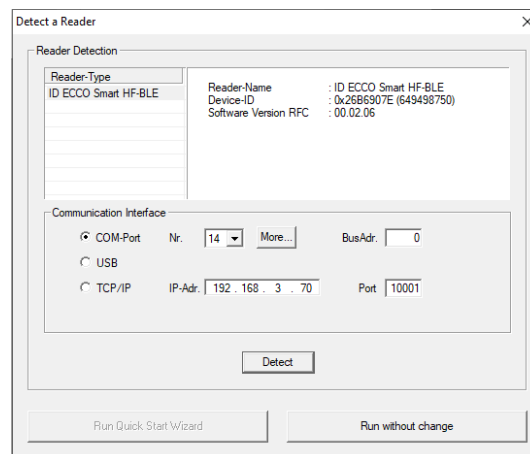 Detect a Reader
Reader Detection
Reader-Type
ID ECCO Smart HF-BLE
Reader-Name : ID ECCO Smart HF-BLE
Device-ID : 0x26B6907E (649498750)
Software Version RFC : 00.02.06
Communication Interface
COM-Port Nr. 14 More... BusAdr. 0
USB
TCP/IP IP-Adr. 192 . 168 . 3 . 70 Port 10001
Detect
Run Quick Start Wizard Run without change